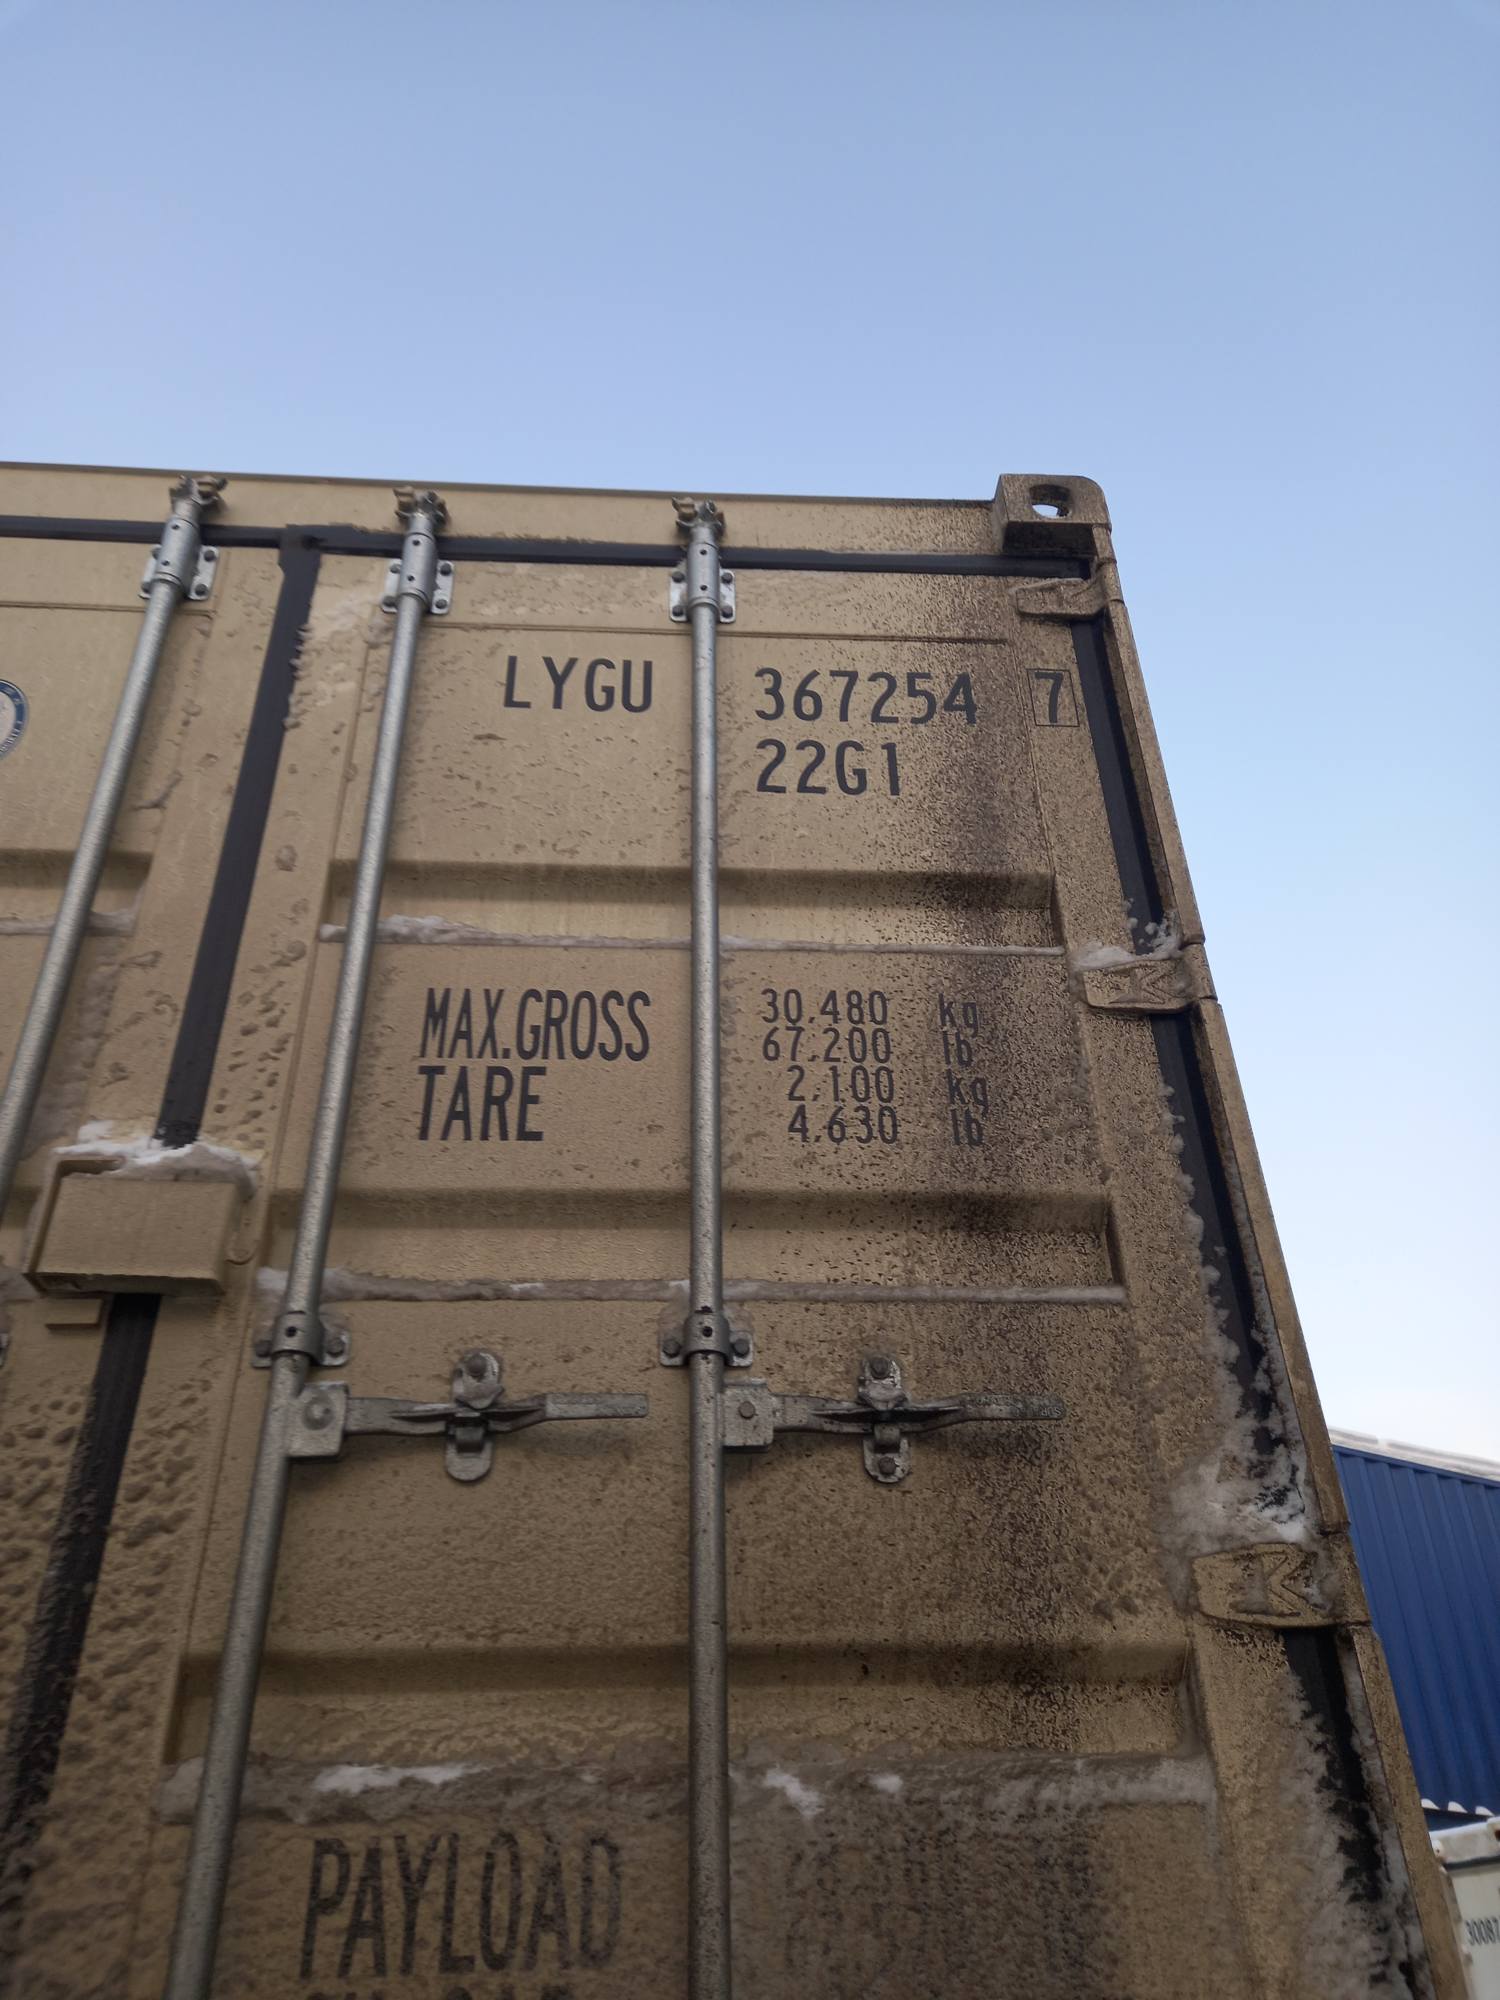 LYGU 367254 7
22G1
MAX.GROSS 30,480 kg
67,200 lb
TARE 2,100 kg
4,630 lb
PAYLOAD